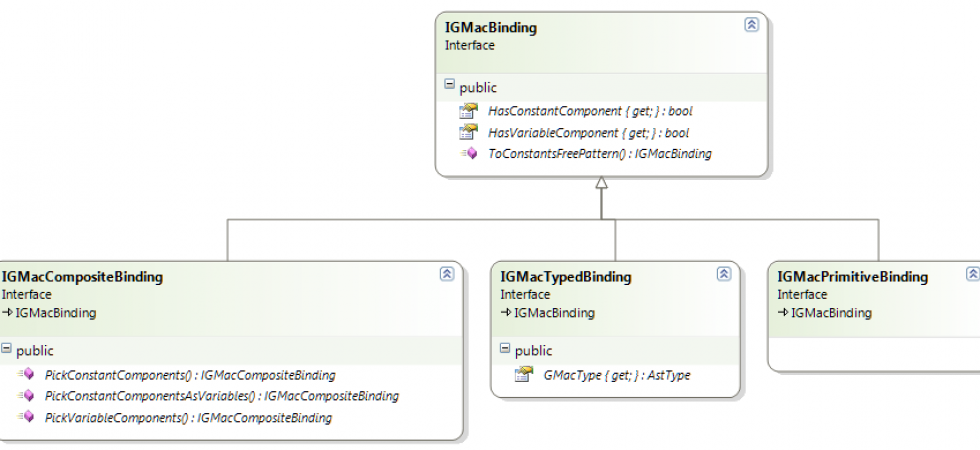 IGMacBinding
Interface
public
HasConstantComponent { get; } : bool
HasVariableComponent { get; } : bool
ToConstantsFreePattern() : IGMacBinding
IGMacCompositeBinding
Interface
IGMacBinding
public
PickConstantComponents() : IGMacCompositeBinding
PickConstantComponentsAsVariables() : IGMacCompositeBinding
PickVariableComponents() : IGMacCompositeBinding
IGMacTypedBinding
Interface
IGMacBinding
public
GMacType { get; } : AstType
IGMacPrimitiveBinding
Interface
IGMacBinding